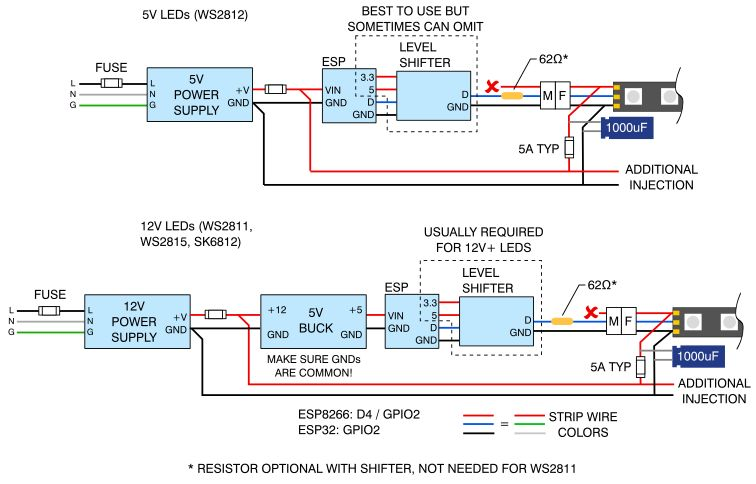 5V LEDs (WS2812)
BEST TO USE BUT
SOMETIMES CAN OMIT
FUSE
L
N
G
L
N
G
5V
POWER
SUPPLY
+V
GND
ESP
VIN
GND
3.3
5
D
GND
LEVEL
SHIFTER
D
GND
62Ω*
M F
1000uF
5A TYP
ADDITIONAL
INJECTION
12V LEDs (WS2811,
WS2815, SK6812)
USUALLY REQUIRED
FOR 12V+ LEDS
FUSE
L
N
G
L
N
G
12V
POWER
SUPPLY
+V
GND
+12
GND
5V
BUCK
+5
GND
MAKE SURE GNDs
ARE COMMON!
ESP
VIN
GND
3.3
5
D
GND
LEVEL
SHIFTER
D
GND
62Ω*
M F
1000uF
5A TYP
ADDITIONAL
INJECTION
ESP8266: D4 / GPIO2
ESP32: GPIO2
= STRIP WIRE
COLORS
* RESISTOR OPTIONAL WITH SHIFTER, NOT NEEDED FOR WS2811